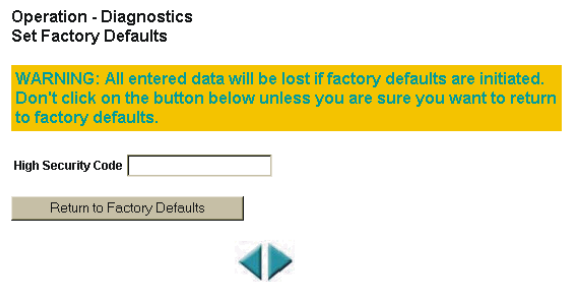 Operation - Diagnostics
Set Factory Defaults
WARNING: All entered data will be lost if factory defaults are initiated.
Don't click on the button below unless you are sure you want to return
to factory defaults.
High Security Code
Return to Factory Defaults